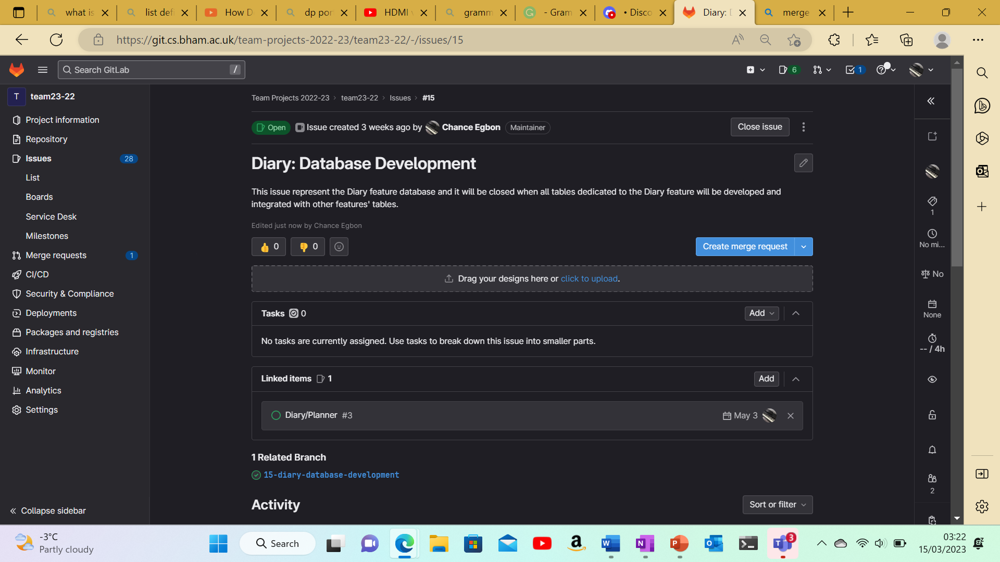 what is
list defi
How D
dp por
HDMI v
gramm
- Gram
• Disco
Diary: D
merge
https://git.cs.bham.ac.uk/team-projects-2022-23/team23-22/-/issues/15
Search GitLab /
6
1
T team23-22
Project information
Repository
Issues 28
List
Boards
Service Desk
Milestones
Merge requests 1
CI/CD
Security & Compliance
Deployments
Packages and registries
Infrastructure
Monitor
Analytics
Settings
Collapse sidebar
Team Projects 2022-23 › team23-22 › Issues › #15
Open Issue created 3 weeks ago by Chance Egbon Maintainer
Close issue
Diary: Database Development
This issue represent the Diary feature database and it will be closed when all tables dedicated to the Diary feature will be developed and
integrated with other features' tables.
Edited just now by Chance Egbon
👍 0 👎 0
Create merge request
Drag your designs here or click to upload.
Tasks 0 Add
No tasks are currently assigned. Use tasks to break down this issue into smaller parts.
Linked items 1 Add
Diary/Planner #3 May 3
1 Related Branch
15-diary-database-development
Activity
Sort or filter
1
No mi...
No
None
-- / 4h
2
-3°C
Partly cloudy
Search
3
03:22
15/03/2023